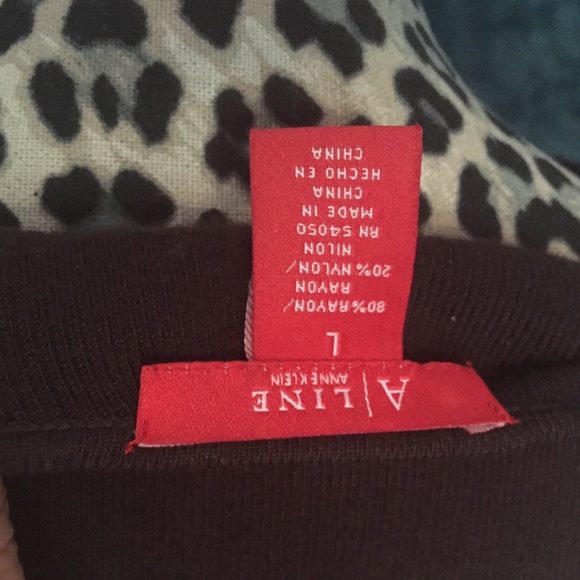 A|LINE
ANNE KLEIN
L
80% RAYON/
RAYON
20% NYLON/
NILON
RN 54050
MADE IN
CHINA
HECHO EN
CHINA